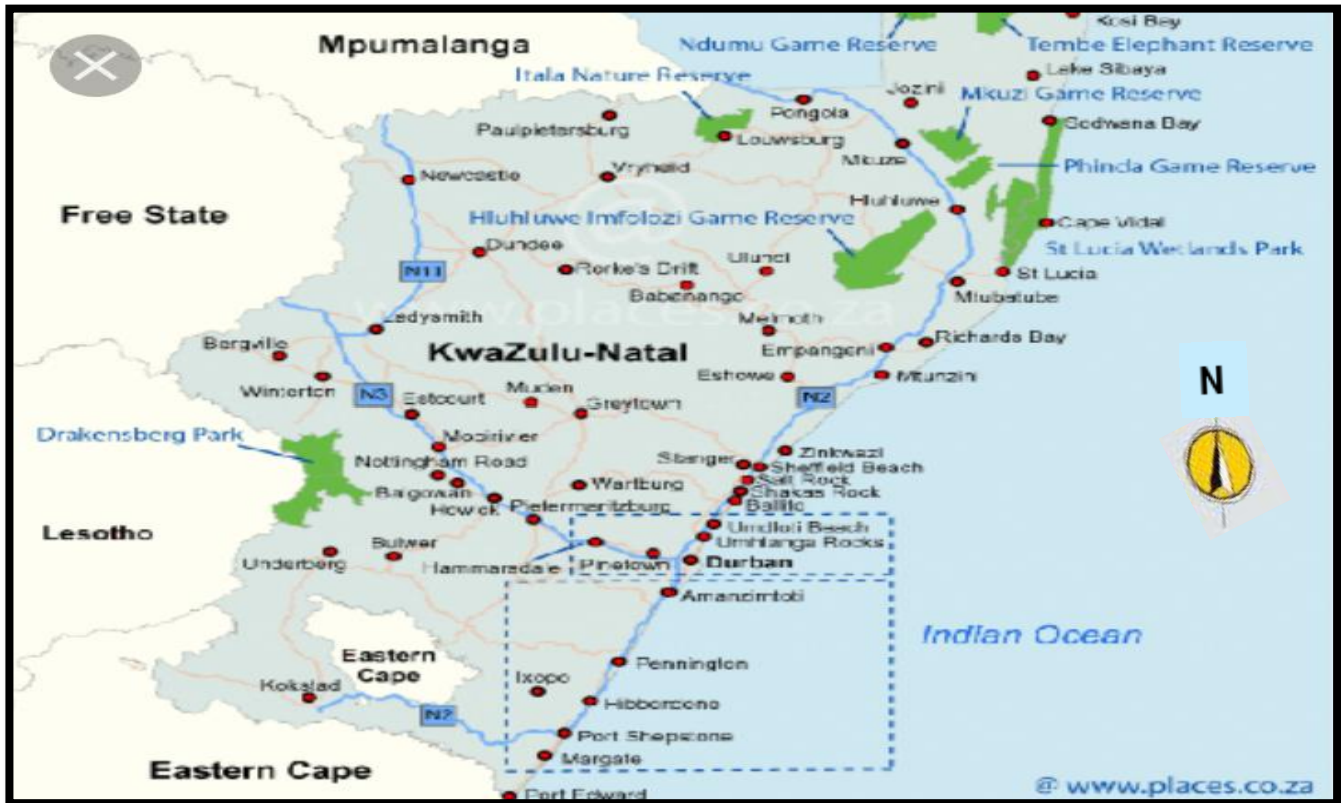 Kosi Bay
Mpumalanga
Ndumu Game Reserve
Tembe Elephant Reserve
Itala Nature Reserve
Lake Sibaya
Jozini
Mkuzi Game Reserve
Pongola
Paulpietersburg
Sodwana Bay
Louwsburg
Mkuze
Phinda Game Reserve
Vryheid
Newcastle
Free State
Hluhluwe
Hluhluwe Imfolozi Game Reserve
Cape Vidal
Dundee
St Lucia Wetlands Park
Ulundi
Rorke's Drift
N11
St Lucia
Babanango
Mtubatuba
www.places.co.za
@
Ladysmith
Melmoth
Richards Bay
Bergville
KwaZulu-Natal
Empangeni
Eshowe
Mtunzini
N
Winterton
N3
Muden
N2
Estcourt
Greytown
Drakensberg Park
Mooirivier
Zinkwazi
Stanger
Sheffield Beach
Nottingham Road
Salt Rock
Wartburg
Shakas Rock
Balgowan
Ballito
Howick
Pietermaritzburg
Umdloti Beach
Lesotho
Umhlanga Rocks
Bulwer
Underberg
Hammarsdale
Pinetown
Durban
Amanzimtoti
Indian Ocean
Eastern
Cape
Pennington
Ixopo
Kokstad
Hibberdene
N2
Port Shepstone
Margate
Eastern Cape
@ www.places.co.za
Port Edward